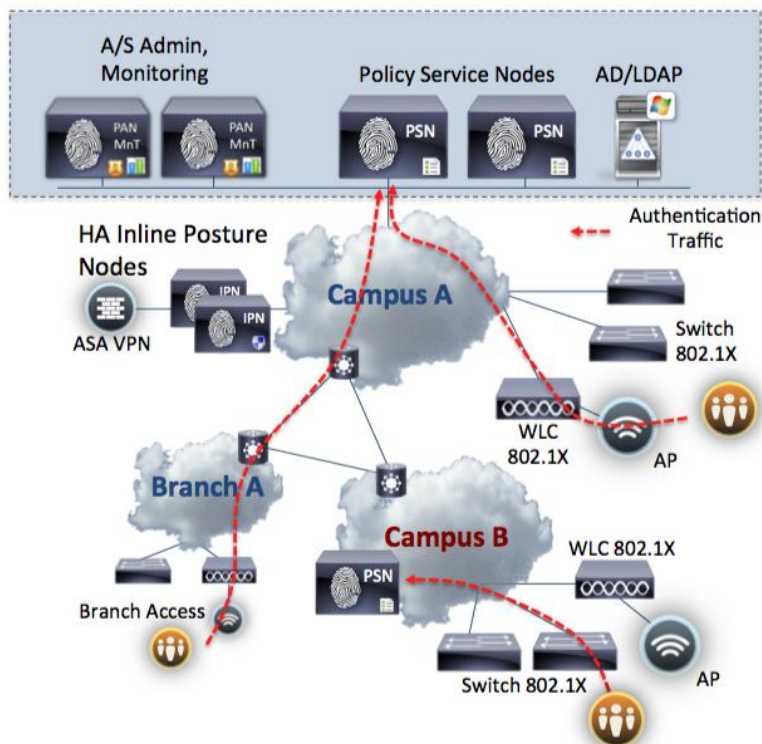 A/S Admin,
Monitoring
Policy Service Nodes
AD/LDAP
PAN
MnT
PAN
MnT
PSN
PSN
HA Inline Posture
Nodes
Authentication
Traffic
Campus A
IPN
IPN
ASA VPN
Switch
802.1X
WLC
802.1X
AP
Branch A
Campus B
WLC 802.1X
PSN
Branch Access
Switch 802.1X
AP